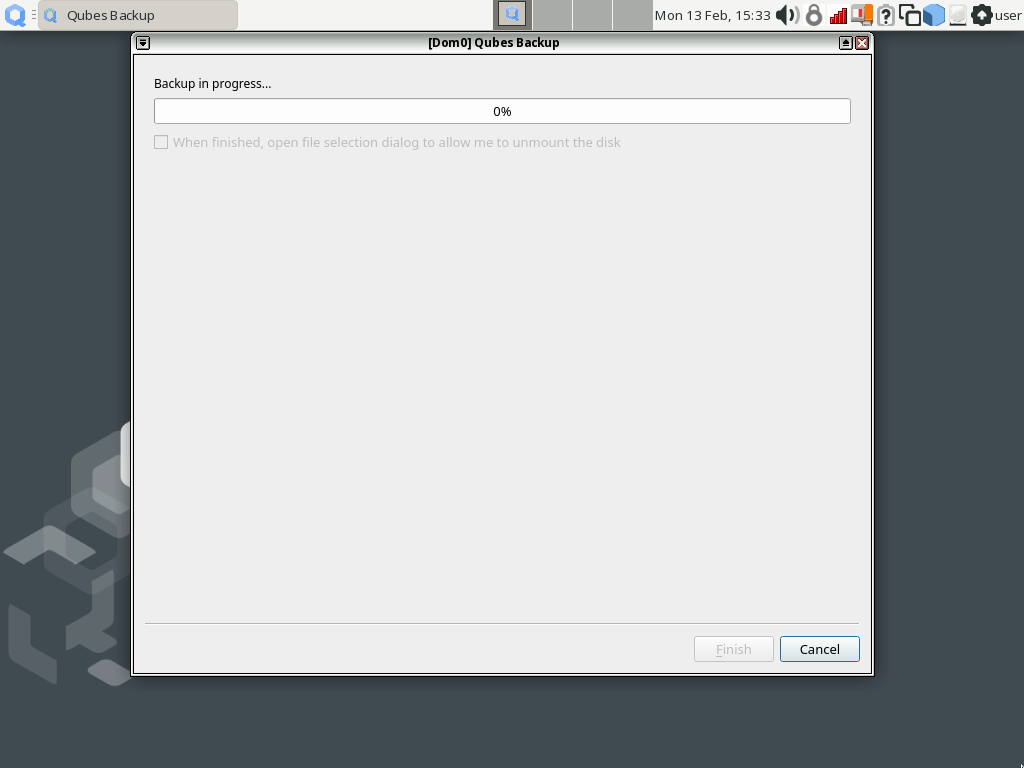 Qubes Backup
Mon 13 Feb, 15:33
user
[Dom0] Qubes Backup
Backup in progress...
0%
When finished, open file selection dialog to allow me to unmount the disk
Finish
Cancel